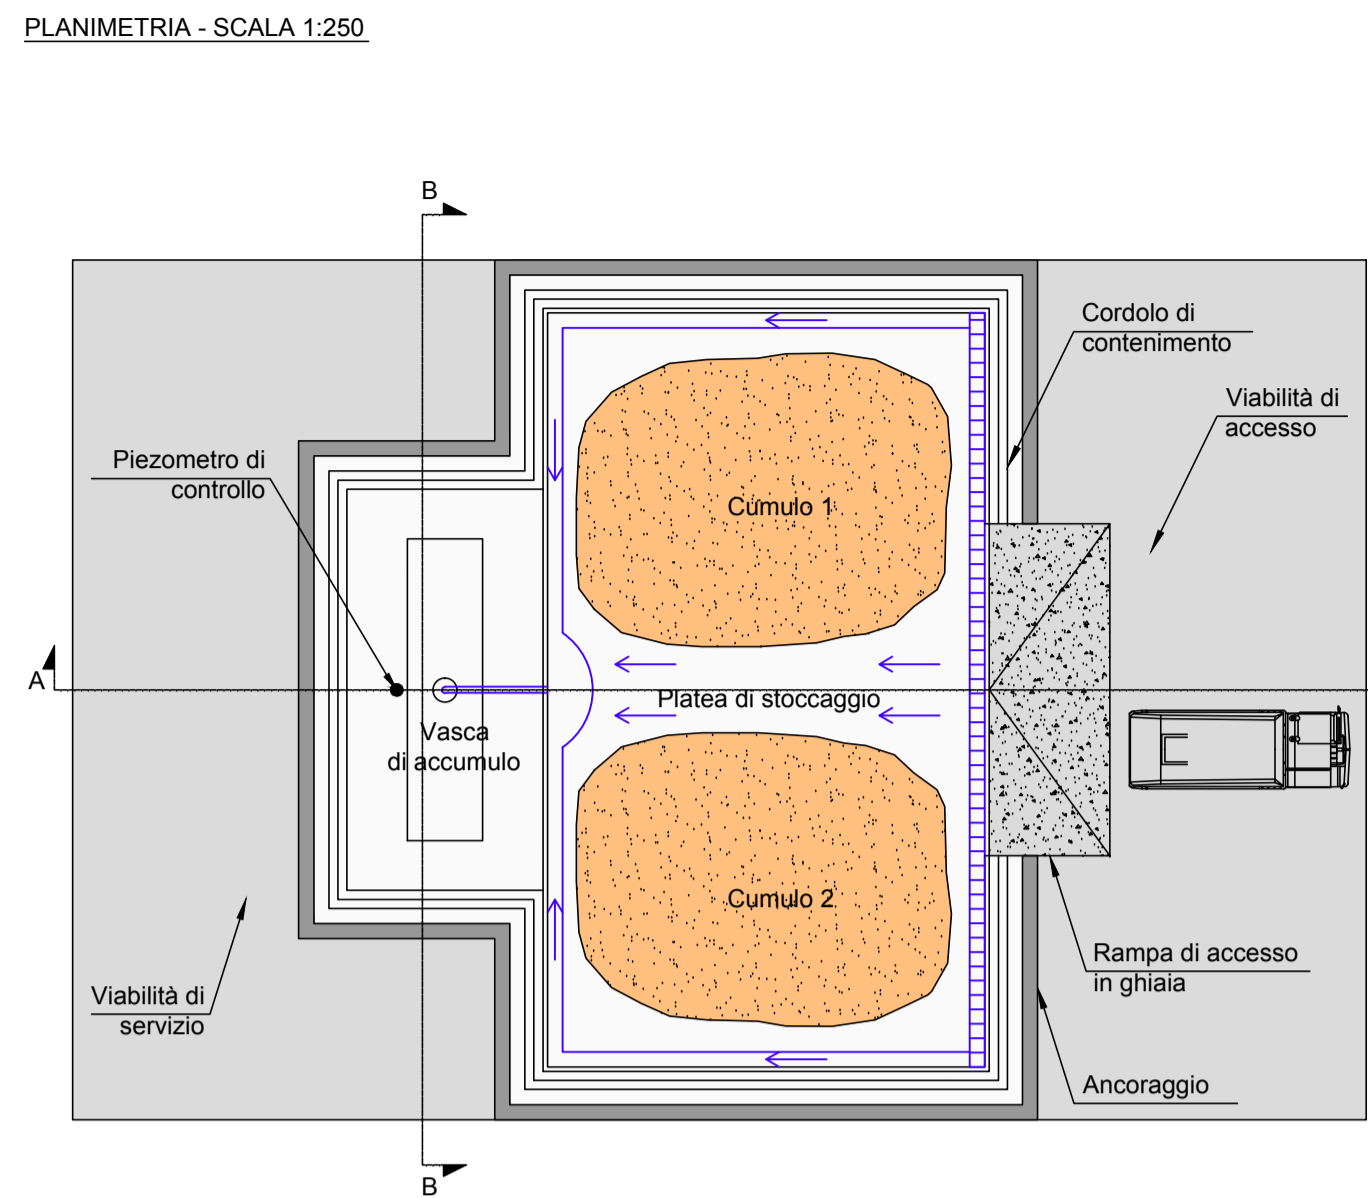 PLANIMETRIA - SCALA 1:250
B
Cordolo di
contenimento
Viabilità di
accesso
Piezometro di
controllo
Cumulo 1
A
Platea di stoccaggio
Vasca
di accumulo
Cumulo 2
Rampa di accesso
in ghiaia
Viabilità di
servizio
Ancoraggio
B